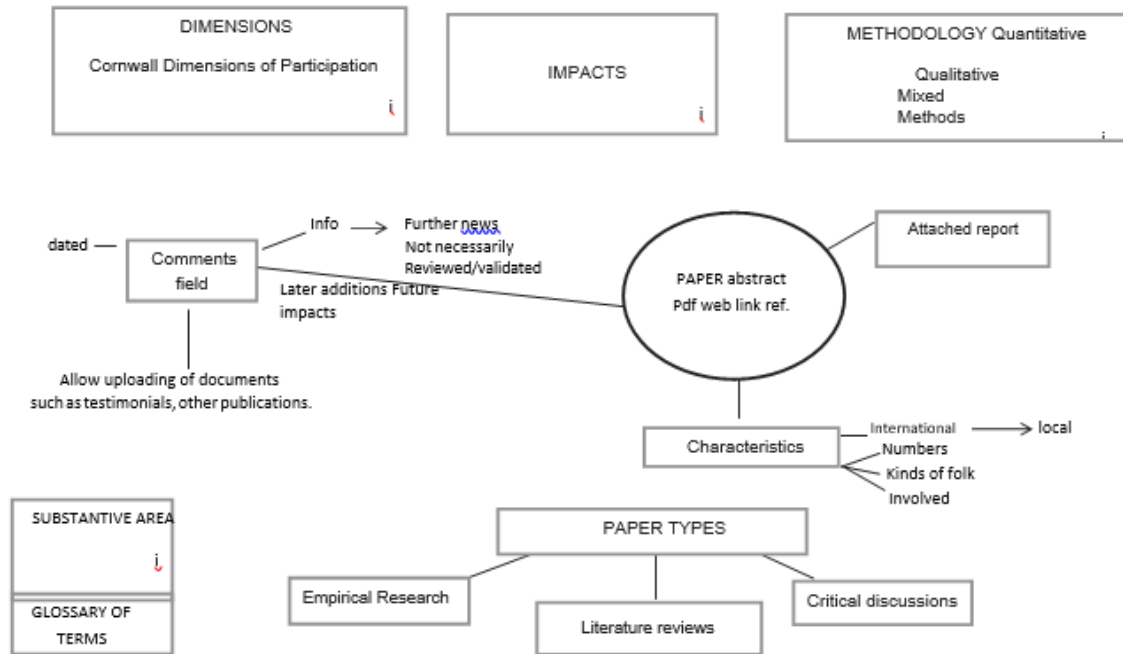 DIMENSIONS
Cornwall Dimensions of Participation
i
IMPACTS
i
METHODOLOGY Quantitative
Qualitative
Mixed
Methods
i
dated
Comments
field
Info
Further news
Not necessarily
Reviewed/validated
Later additions Future
impacts
Allow uploading of documents
such as testimonials, other publications.
PAPER abstract
Pdf web link ref.
Attached report
Characteristics
International
local
Numbers
Kinds of folk
Involved
SUBSTANTIVE AREA
i
GLOSSARY OF
TERMS
PAPER TYPES
Empirical Research
Literature reviews
Critical discussions